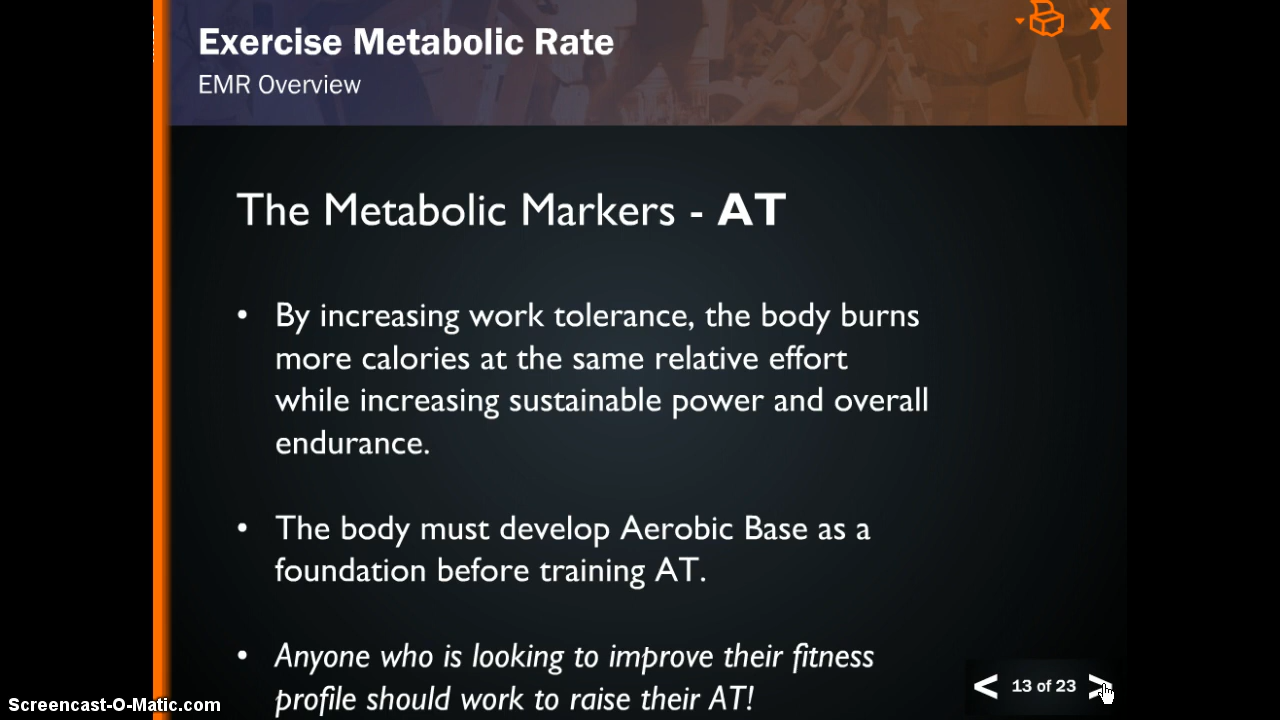 Exercise Metabolic Rate
X
EMR Overview
The Metabolic Markers - AT
• By increasing work tolerance, the body burns
more calories at the same relative effort
while increasing sustainable power and overall
endurance.
• The body must develop Aerobic Base as a
foundation before training AT.
• Anyone who is looking to improve their fitness
profile should work to raise their AT!
< 13 of 23 >
Screencast-O-Matic.com